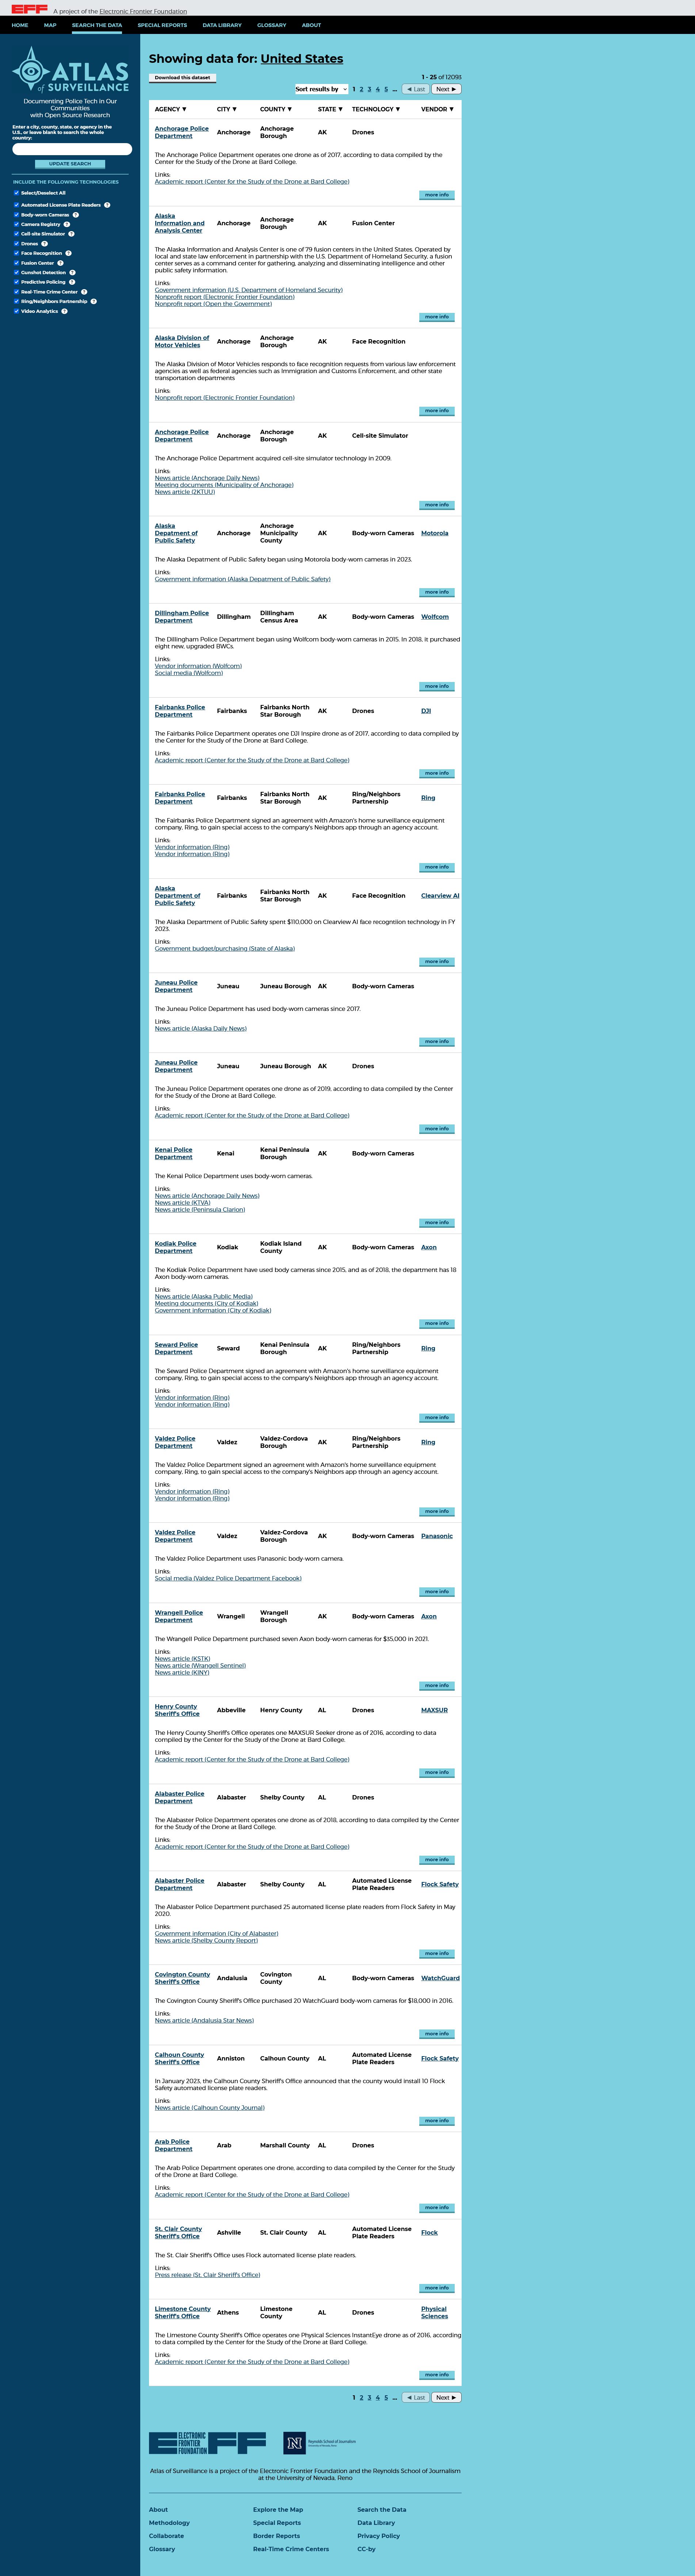 EFF A project of the Electronic Frontier Foundation
HOME MAP SEARCH THE DATA SPECIAL REPORTS DATA LIBRARY GLOSSARY ABOUT
ATLAS
of SURVEILLANCE
Documenting Police Tech in Our
Communities
with Open Source Research
Enter a city, county, state, or agency in the
U.S., or leave blank to search the whole
country:
UPDATE SEARCH
INCLUDE THE FOLLOWING TECHNOLOGIES
Select/Deselect All
Automated License Plate Readers ?
Body-worn Cameras ?
Camera Registry ?
Cell-site Simulator ?
Drones ?
Face Recognition ?
Fusion Center ?
Gunshot Detection ?
Predictive Policing ?
Real-Time Crime Center ?
Ring/Neighbors Partnership ?
Video Analytics ?
Showing data for: United States
Download this dataset
1 - 25 of 12093
Sort results by 1 2 3 4 5 ... ◄ Last Next ►
AGENCY ▼ CITY ▼ COUNTY ▼ STATE ▼ TECHNOLOGY ▼ VENDOR ▼
Anchorage Police Department Anchorage Anchorage Borough AK Drones
The Anchorage Police Department operates one drone as of 2017, according to data compiled by the
Center for the Study of the Drone at Bard College.
Links:
Academic report (Center for the Study of the Drone at Bard College)
more info
Alaska Information and Analysis Center Anchorage Anchorage Borough AK Fusion Center
The Alaska Information and Analysis Center is one of 79 fusion centers in the United States. Operated by
local and state law enforcement in partnership with the U.S. Department of Homeland Security, a fusion
center serves as a command center for gathering, analyzing and disseminating intelligence and other
public safety information.
Links:
Government information (U.S. Department of Homeland Security)
Nonprofit report (Electronic Frontier Foundation)
Nonprofit report (Open the Government)
more info
Alaska Division of Motor Vehicles Anchorage Anchorage Borough AK Face Recognition
The Alaska Division of Motor Vehicles responds to face recognition requests from various law enforcement
agencies as well as federal agencies such as Immigration and Customs Enforcement, and other state
transportation departments
Links:
Nonprofit report (Electronic Frontier Foundation)
more info
Anchorage Police Department Anchorage Anchorage Borough AK Cell-site Simulator
The Anchorage Police Department acquired cell-site simulator technology in 2009.
Links:
News article (Anchorage Daily News)
Meeting documents (Municipality of Anchorage)
News article (2KTUU)
more info
Alaska Depatment of Public Safety Anchorage Anchorage Municipality County AK Body-worn Cameras Motorola
The Alaska Depatment of Public Safety began using Motorola body-worn cameras in 2023.
Links:
Government information (Alaska Depatment of Public Safety)
more info
Dillingham Police Department Dillingham Dillingham Census Area AK Body-worn Cameras Wolfcom
The Dillingham Police Department began using Wolfcom body-worn cameras in 2015. In 2018, it purchased
eight new, upgraded BWCs.
Links:
Vendor information (Wolfcom)
Social media (Wolfcom)
more info
Fairbanks Police Department Fairbanks Fairbanks North Star Borough AK Drones DJI
The Fairbanks Police Department operates one DJI Inspire drone as of 2017, according to data compiled by
the Center for the Study of the Drone at Bard College.
Links:
Academic report (Center for the Study of the Drone at Bard College)
more info
Fairbanks Police Department Fairbanks Fairbanks North Star Borough AK Ring/Neighbors Partnership Ring
The Fairbanks Police Department signed an agreement with Amazon's home surveillance equipment
company, Ring, to gain special access to the company's Neighbors app through an agency account.
Links:
Vendor information (Ring)
Vendor information (Ring)
more info
Alaska Department of Public Safety Fairbanks Fairbanks North Star Borough AK Face Recognition Clearview AI
The Alaska Department of Public Safety spent $110,000 on Clearview AI face recogntiion technology in FY
2023.
Links:
Government budget/purchasing (State of Alaska)
more info
Juneau Police Department Juneau Juneau Borough AK Body-worn Cameras
The Juneau Police Department has used body-worn cameras since 2017.
Links:
News article (Alaska Daily News)
more info
Juneau Police Department Juneau Juneau Borough AK Drones
The Juneau Police Department operates one drone as of 2019, according to data compiled by the Center
for the Study of the Drone at Bard College.
Links:
Academic report (Center for the Study of the Drone at Bard College)
more info
Kenai Police Department Kenai Kenai Peninsula Borough AK Body-worn Cameras
The Kenai Police Department uses body-worn cameras.
Links:
News article (Anchorage Daily News)
News article (KTVA)
News article (Peninsula Clarion)
more info
Kodiak Police Department Kodiak Kodiak Island County AK Body-worn Cameras Axon
The Kodiak Police Department have used body cameras since 2015, and as of 2018, the department has 18
Axon body-worn cameras.
Links:
News article (Alaska Public Media)
Meeting documents (City of Kodiak)
Government information (City of Kodiak)
more info
Seward Police Department Seward Kenai Peninsula Borough AK Ring/Neighbors Partnership Ring
The Seward Police Department signed an agreement with Amazon's home surveillance equipment
company, Ring, to gain special access to the company's Neighbors app through an agency account.
Links:
Vendor information (Ring)
Vendor information (Ring)
more info
Valdez Police Department Valdez Valdez-Cordova Borough AK Ring/Neighbors Partnership Ring
The Valdez Police Department signed an agreement with Amazon's home surveillance equipment
company, Ring, to gain special access to the company's Neighbors app through an agency account.
Links:
Vendor information (Ring)
Vendor information (Ring)
more info
Valdez Police Department Valdez Valdez-Cordova Borough AK Body-worn Cameras Panasonic
The Valdez Police Department uses Panasonic body-worn camera.
Links:
Social media (Valdez Police Department Facebook)
more info
Wrangell Police Department Wrangell Wrangell Borough AK Body-worn Cameras Axon
The Wrangell Police Department purchased seven Axon body-worn cameras for $35,000 in 2021.
Links:
News article (KSTK)
News article (Wrangell Sentinel)
News article (KINY)
more info
Henry County Sheriff's Office Abbeville Henry County AL Drones MAXSUR
The Henry County Sheriff's Office operates one MAXSUR Seeker drone as of 2016, according to data
compiled by the Center for the Study of the Drone at Bard College.
Links:
Academic report (Center for the Study of the Drone at Bard College)
more info
Alabaster Police Department Alabaster Shelby County AL Drones
The Alabaster Police Department operates one drone as of 2018, according to data compiled by the Center
for the Study of the Drone at Bard College.
Links:
Academic report (Center for the Study of the Drone at Bard College)
more info
Alabaster Police Department Alabaster Shelby County AL Automated License Plate Readers Flock Safety
The Alabaster Police Department purchased 25 automated license plate readers from Flock Safety in May
2020.
Links:
Government information (City of Alabaster)
News article (Shelby County Report)
more info
Covington County Sheriff's Office Andalusia Covington County AL Body-worn Cameras WatchGuard
The Covington County Sheriff's Office purchased 20 WatchGuard body-worn cameras for $18,000 in 2016.
Links:
News article (Andalusia Star News)
more info
Calhoun County Sheriff's Office Anniston Calhoun County AL Automated License Plate Readers Flock Safety
In January 2023, the Calhoun County Sheriff's Office announced that the county would install 10 Flock
Safety automated license plate readers.
Links:
News article (Calhoun County Journal)
more info
Arab Police Department Arab Marshall County AL Drones
The Arab Police Department operates one drone, according to data compiled by the Center for the Study
of the Drone at Bard College.
Links:
Academic report (Center for the Study of the Drone at Bard College)
more info
St. Clair County Sheriff's Office Ashville St. Clair County AL Automated License Plate Readers Flock
The St. Clair Sheriff's Office uses Flock automated license plate readers.
Links:
Press release (St. Clair Sheriff's Office)
more info
Limestone County Sheriff's Office Athens Limestone County AL Drones Physical Sciences
The Limestone County Sheriff's Office operates one Physical Sciences InstantEye drone as of 2016, according
to data compiled by the Center for the Study of the Drone at Bard College.
Links:
Academic report (Center for the Study of the Drone at Bard College)
more info
1 2 3 4 5 ... ◄ Last Next ►
ELECTRONIC FRONTIER FOUNDATION EFF
N Reynolds School of Journalism
Atlas of Surveillance is a project of the Electronic Frontier Foundation and the Reynolds School of Journalism
at the University of Nevada, Reno
About Explore the Map Search the Data
Methodology Special Reports Data Library
Collaborate Border Reports Privacy Policy
Glossary Real-Time Crime Centers CC-by